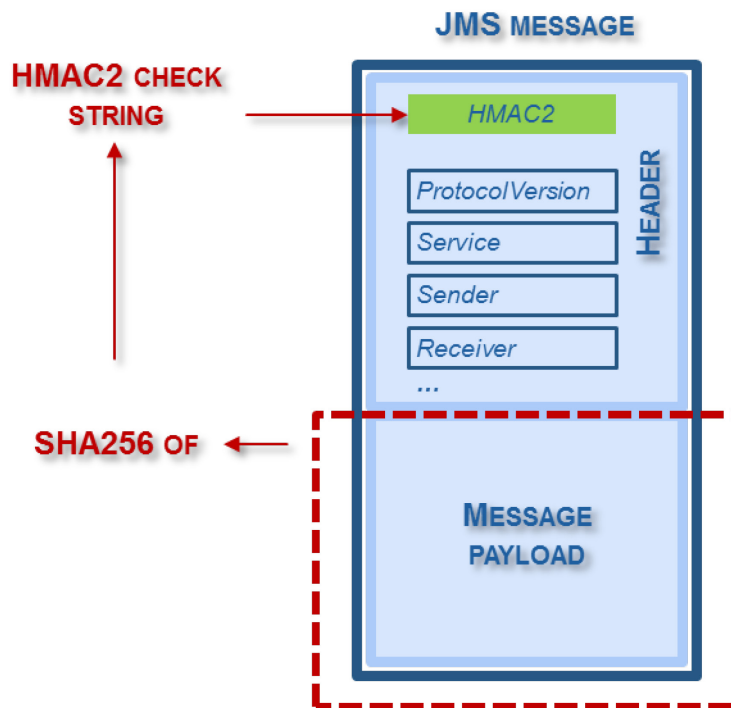 JMS MESSAGE
HMAC2 CHECK
STRING
HMAC2
ProtocolVersion
Service
Sender
Receiver
...
HEADER
SHA256 OF
MESSAGE
PAYLOAD